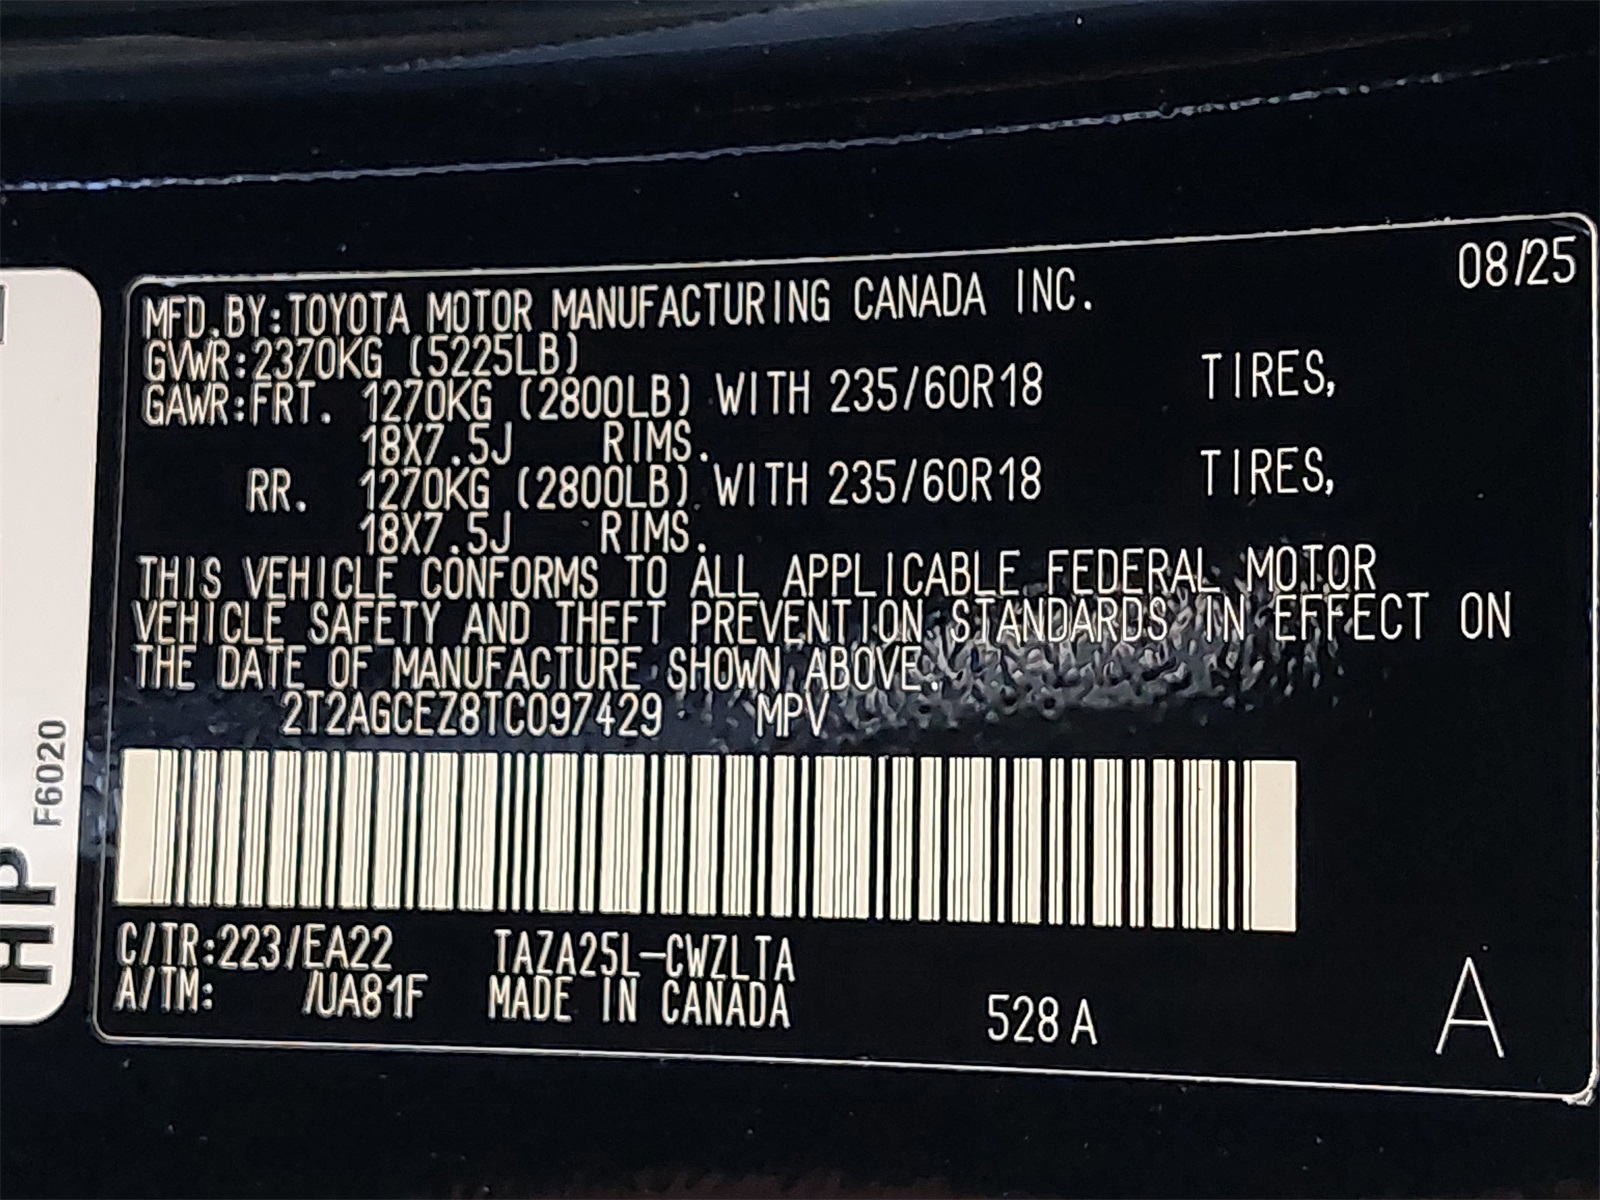 08/25
MFD.BY:TOYOTA MOTOR MANUFACTURING CANADA INC.
GVWR:2370KG (5225LB)
GAWR:FRT. 1270KG (2800LB) WITH 235/60R18 TIRES,
18X7.5J RIMS.
RR. 1270KG (2800LB) WITH 235/60R18 TIRES,
18X7.5J RIMS.
THIS VEHICLE CONFORMS TO ALL APPLICABLE FEDERAL MOTOR
VEHICLE SAFETY AND THEFT PREVENTION STANDARDS IN EFFECT ON
THE DATE OF MANUFACTURE SHOWN ABOVE.
2T2AGCEZ8TC097429 MPV
C/TR:223/EA22 TAZA25L-CWZLTA
A/TM: /UA81F MADE IN CANADA
528 A
A
F6020
HP